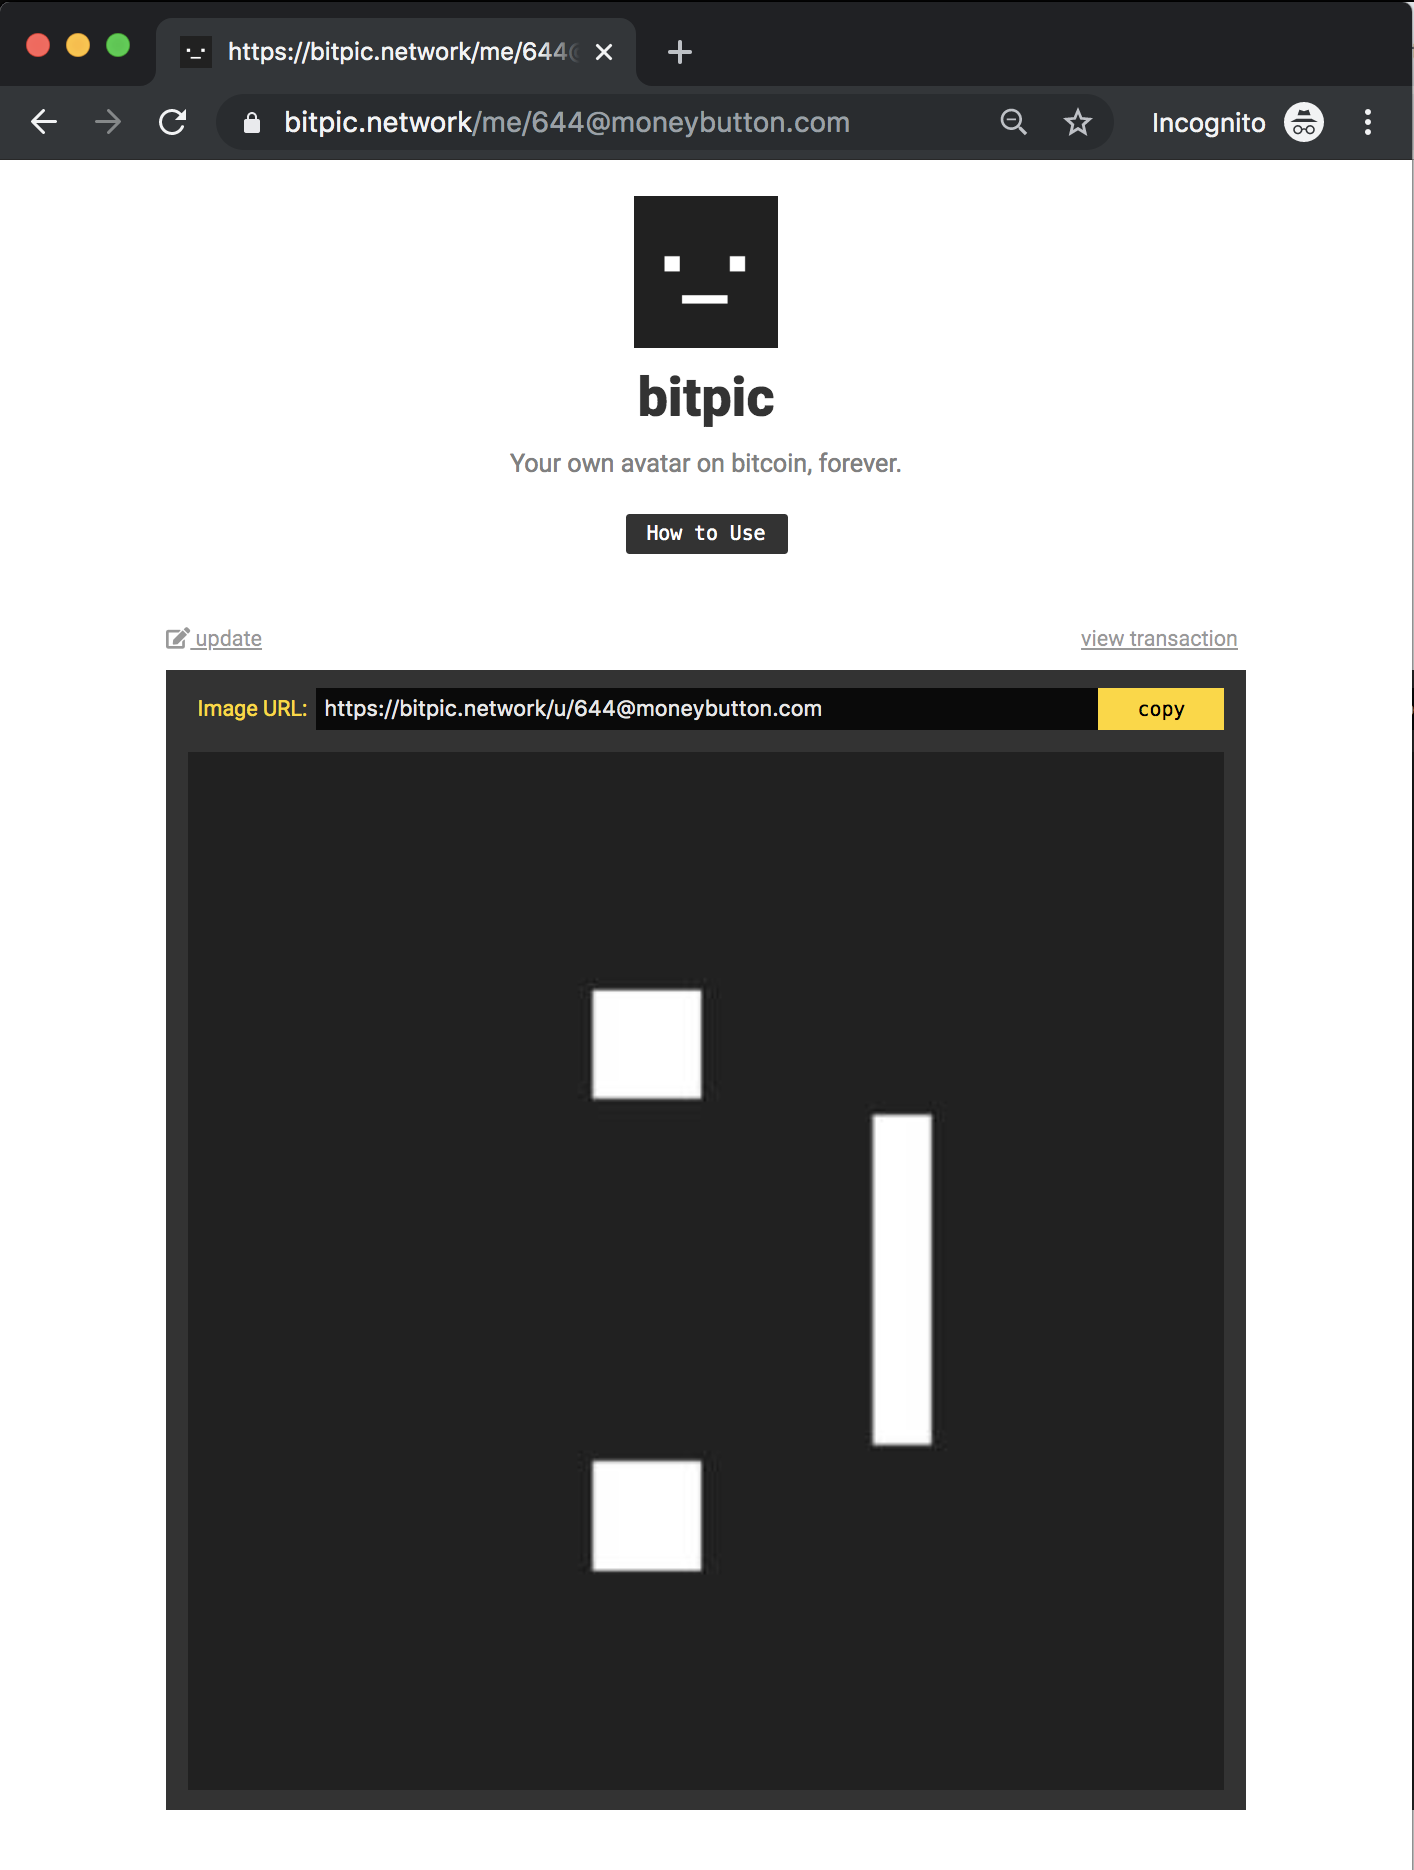 https://bitpic.network/me/644@
bitpic.network/me/644@moneybutton.com
Incognito
bitpic
Your own avatar on bitcoin, forever.
How to Use
update
view transaction
Image URL: https://bitpic.network/u/644@moneybutton.com copy